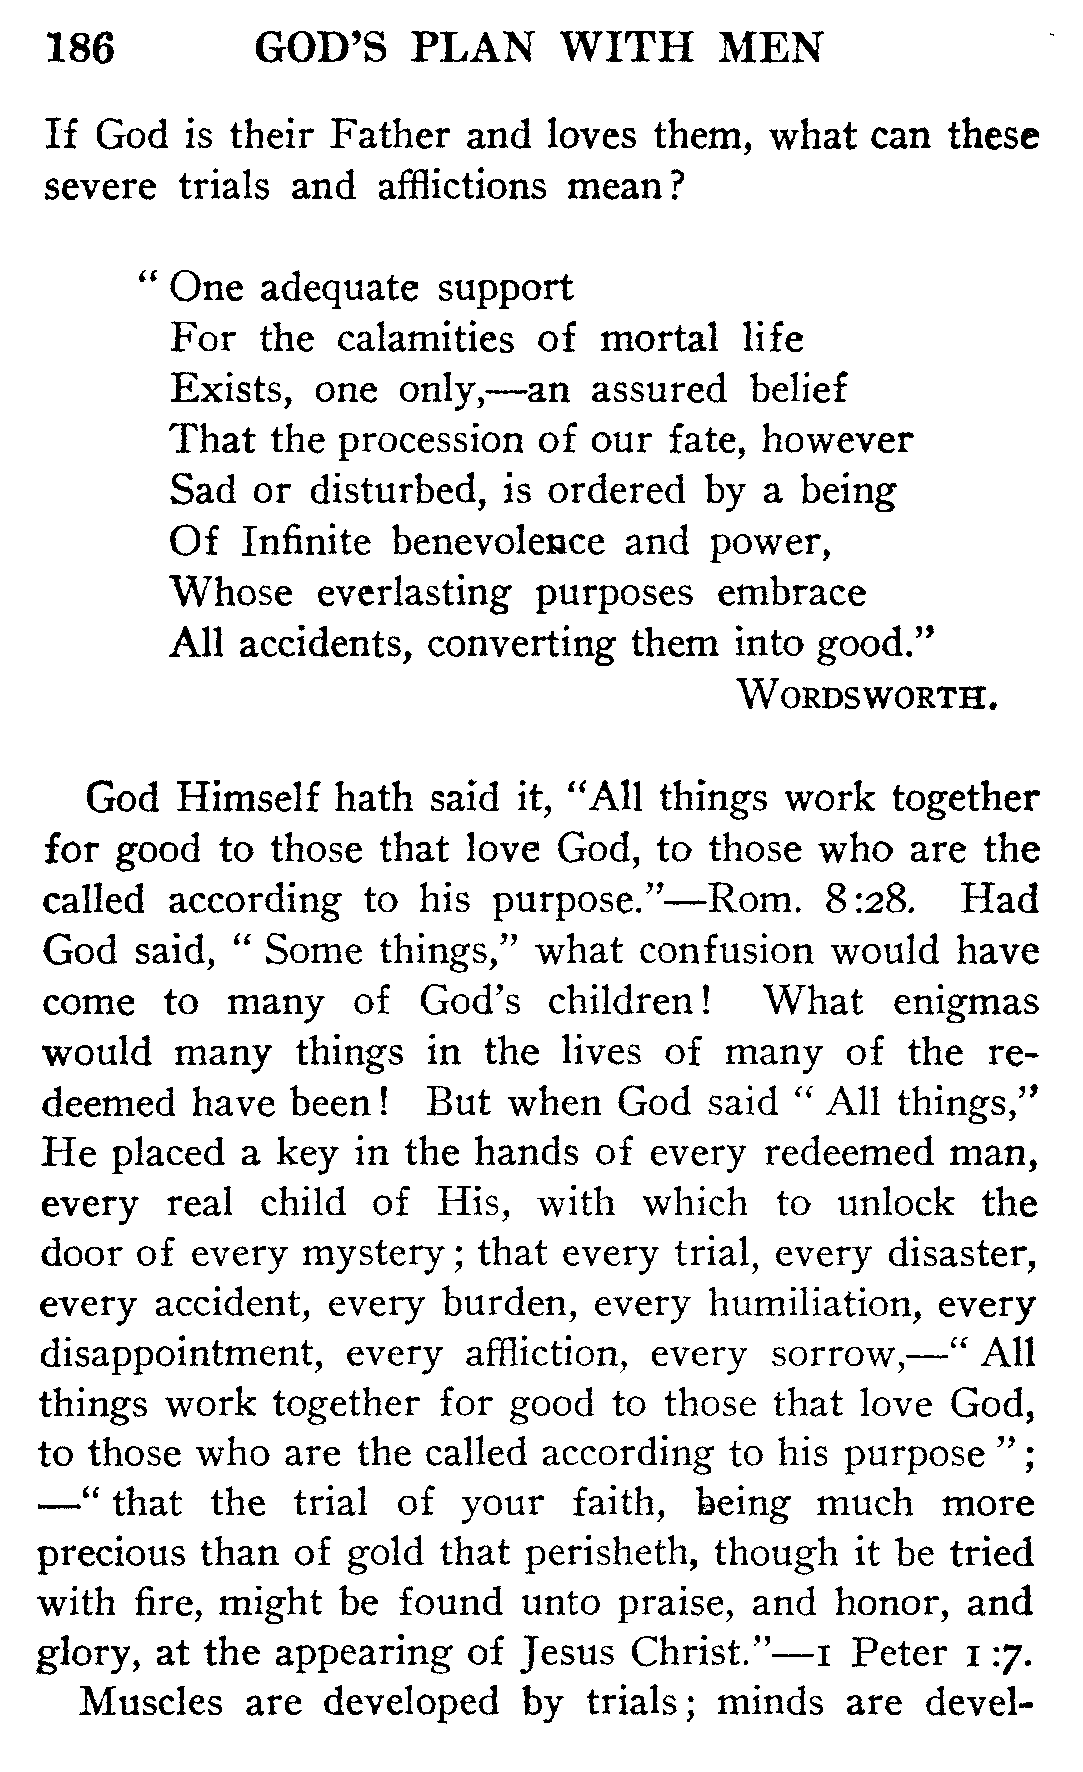 186 GOD'S PLAN WITH MEN
If God is their Father and loves them, what can these
severe trials and afflictions mean?
“ One adequate support
For the calamities of mortal life
Exists, one only,—an assured belief
That the procession of our fate, however
Sad or disturbed, is ordered by a being
Of Infinite benevolence and power,
Whose everlasting purposes embrace
All accidents, converting them into good.”
WORDSWORTH.
God Himself hath said it, “All things work together
for good to those that love God, to those who are the
called according to his purpose.”—Rom. 8:28. Had
God said, “ Some things,” what confusion would have
come to many of God's children! What enigmas
would many things in the lives of many of the re-
deemed have been! But when God said “ All things,”
He placed a key in the hands of every redeemed man,
every real child of His, with which to unlock the
door of every mystery; that every trial, every disaster,
every accident, every burden, every humiliation, every
disappointment, every affliction, every sorrow,—“ All
things work together for good to those that love God,
to those who are the called according to his purpose ”;
—“ that the trial of your faith, being much more
precious than of gold that perisheth, though it be tried
with fire, might be found unto praise, and honor, and
glory, at the appearing of Jesus Christ.”—1 Peter 1:7.
Muscles are developed by trials; minds are devel-